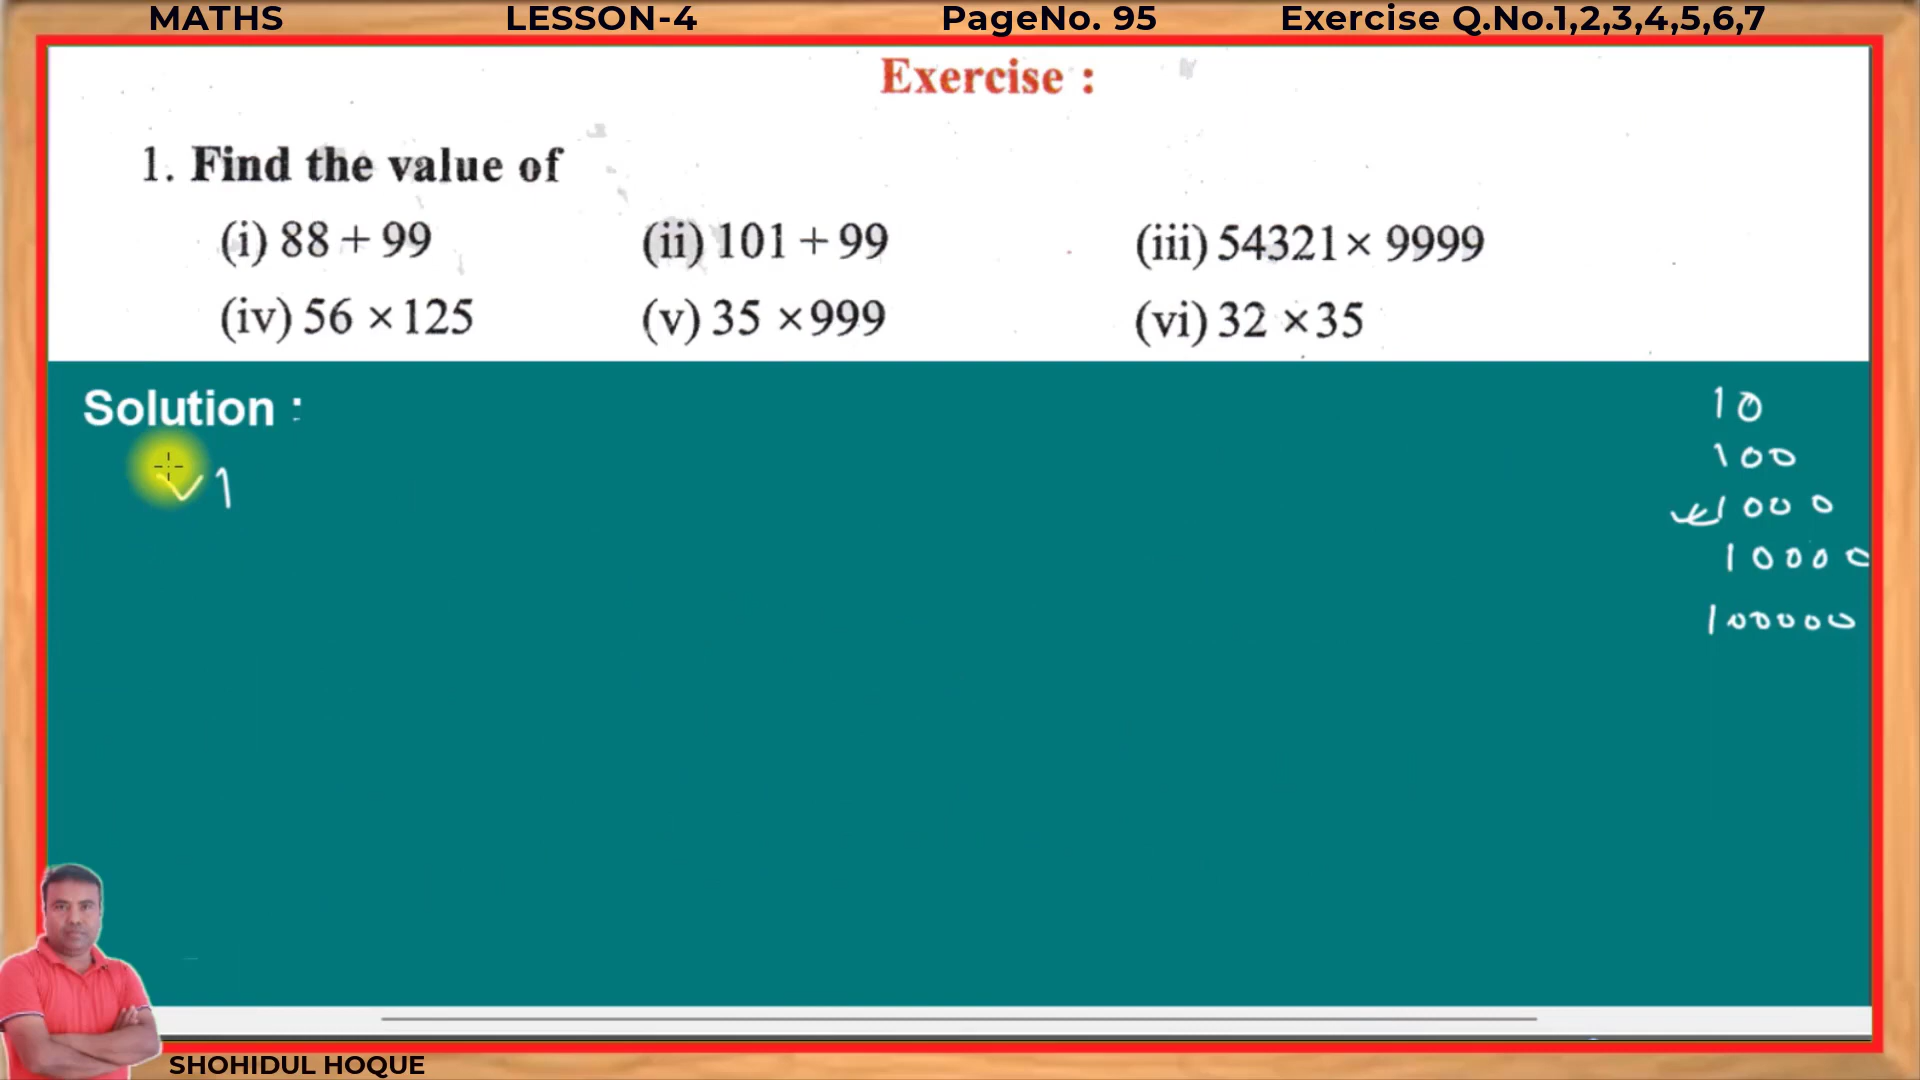 MATHS LESSON-4 PageNo. 95 Exercise Q.No.1,2,3,4,5,6,7
Exercise :
1. Find the value of
(i) 88 + 99 (ii) 101 + 99 (iii) 54321 × 9999
(iv) 56 × 125 (v) 35 × 999 (vi) 32 × 35
Solution :
1
10
100
1000
10000
100000
SHOHIDUL HOQUE